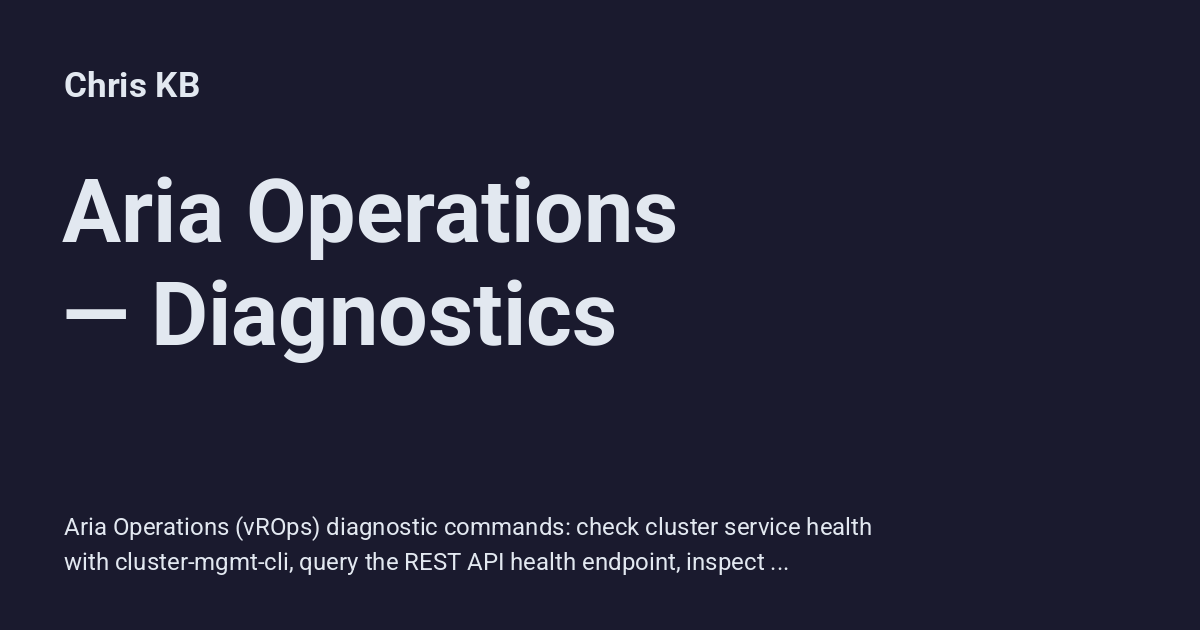 Chris KB
Aria Operations
— Diagnostics
Aria Operations (vROps) diagnostic commands: check cluster service health
with cluster-mgmt-cli, query the REST API health endpoint, inspect ...